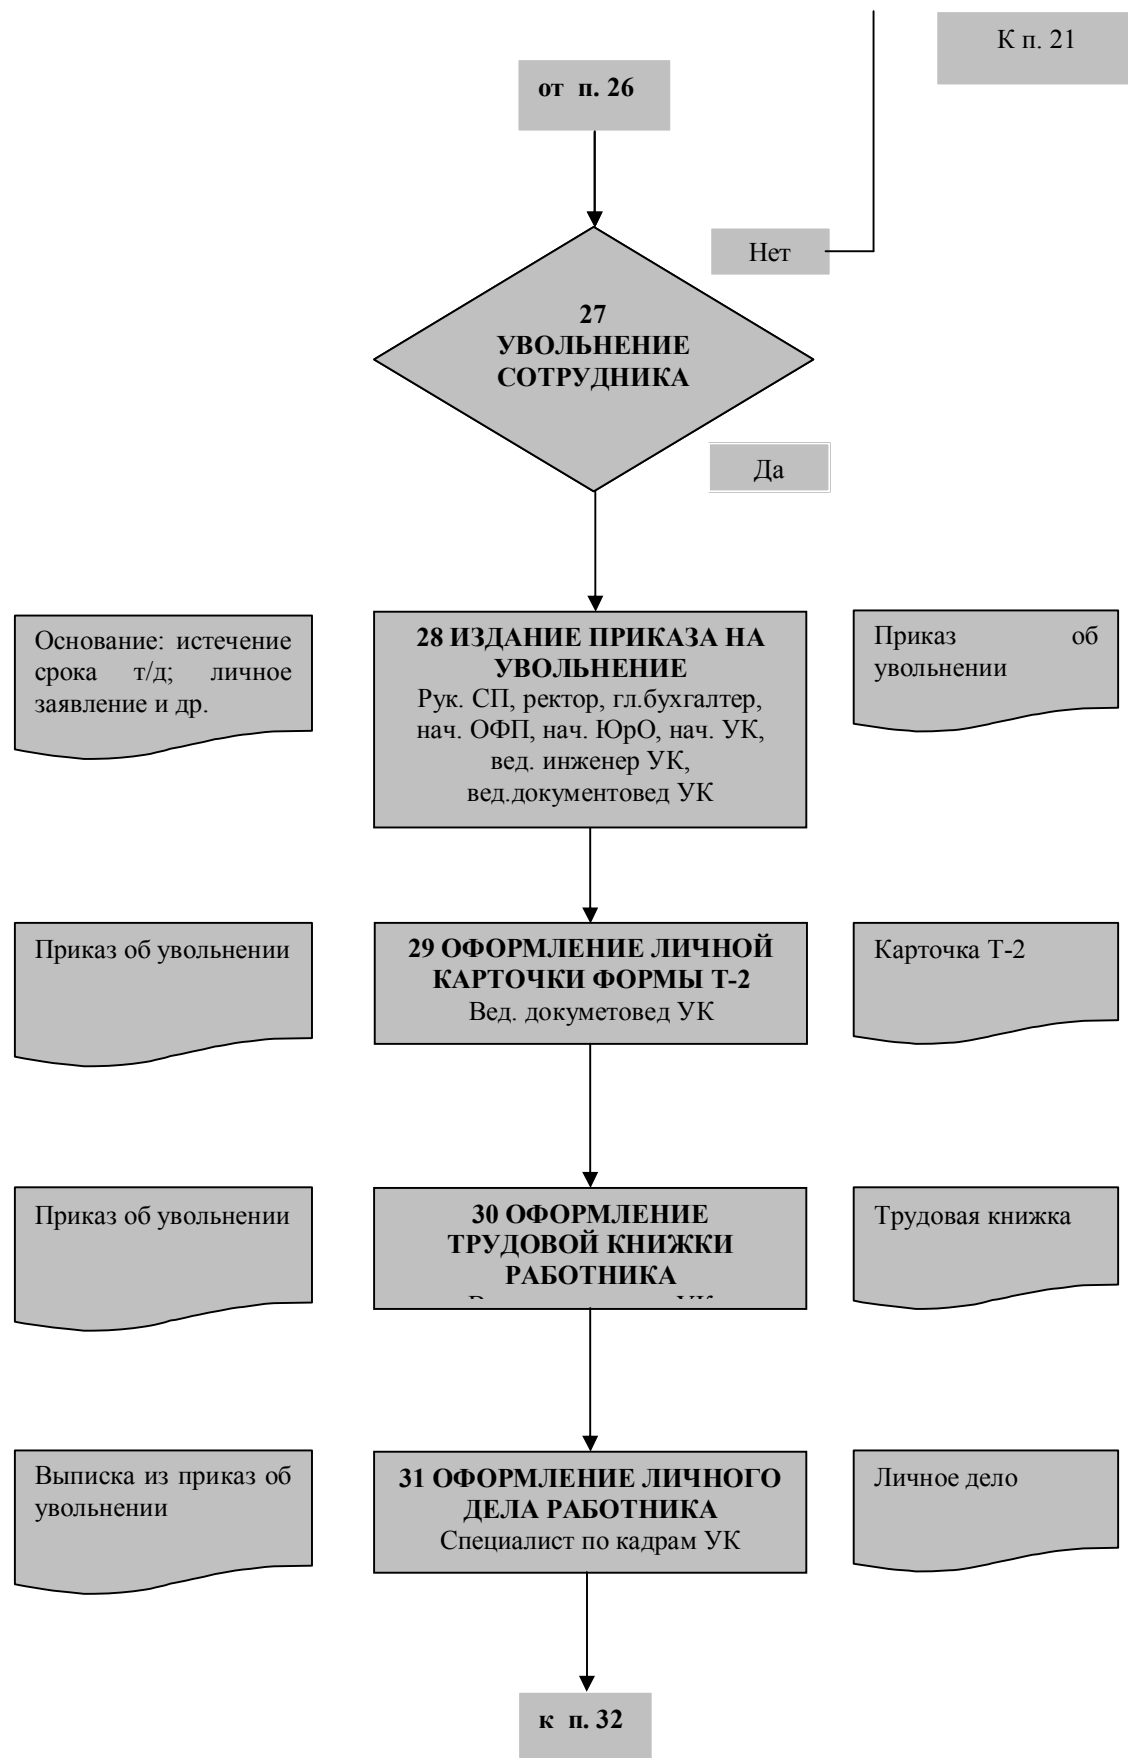 К п. 21
от п. 26
Нет
27
УВОЛЬНЕНИЕ
СОТРУДНИКА
Да
Основание: истечение
срока т/д; личное
заявление и др.
28 ИЗДАНИЕ ПРИКАЗА НА
УВОЛЬНЕНИЕ
Рук. СП, ректор, гл.бухгалтер,
нач. ОФП, нач. ЮрО, нач. УК,
вед. инженер УК,
вед.документовед УК
Приказ об
увольнении
Приказ об увольнении
29 ОФОРМЛЕНИЕ ЛИЧНОЙ
КАРТОЧКИ ФОРМЫ Т-2
Вед. докуметовед УК
Карточка Т-2
Приказ об увольнении
30 ОФОРМЛЕНИЕ
ТРУДОВОЙ КНИЖКИ
РАБОТНИКА
Трудовая книжка
Выписка из приказ об
увольнении
31 ОФОРМЛЕНИЕ ЛИЧНОГО
ДЕЛА РАБОТНИКА
Специалист по кадрам УК
Личное дело
к п. 32